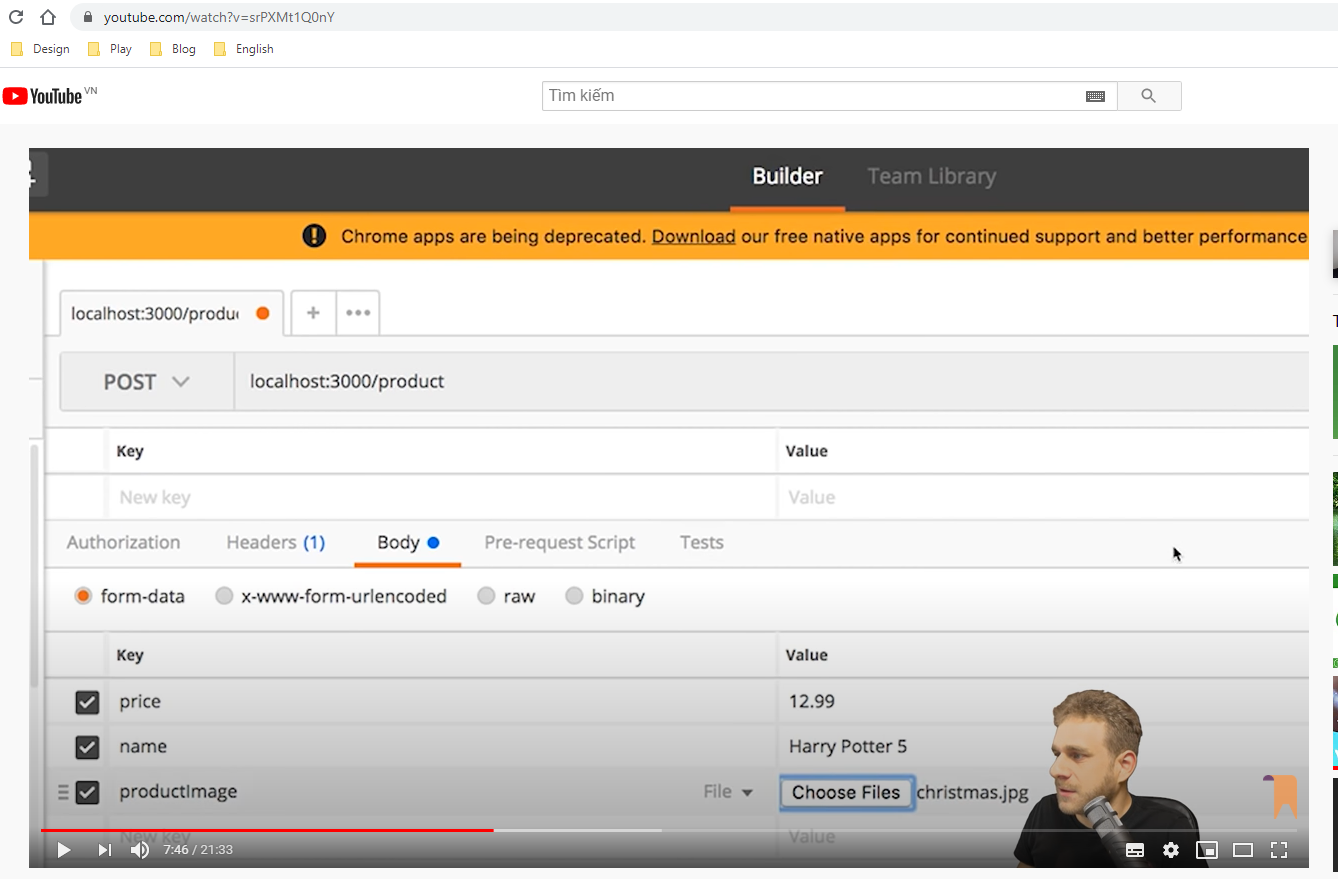 youtube.com/watch?v=srPXMt1Q0nY
Design Play Blog English
YouTube VN
Tìm kiếm
Builder Team Library
Chrome apps are being deprecated. Download our free native apps for continued support and better performance
localhost:3000/produ
POST localhost:3000/product
Key Value
New key Value
Authorization Headers (1) Body Pre-request Script Tests
form-data x-www-form-urlencoded raw binary
Key Value
price 12.99
name Harry Potter 5
productImage File Choose Files christmas.jpg
New key Value
7:46 / 21:33